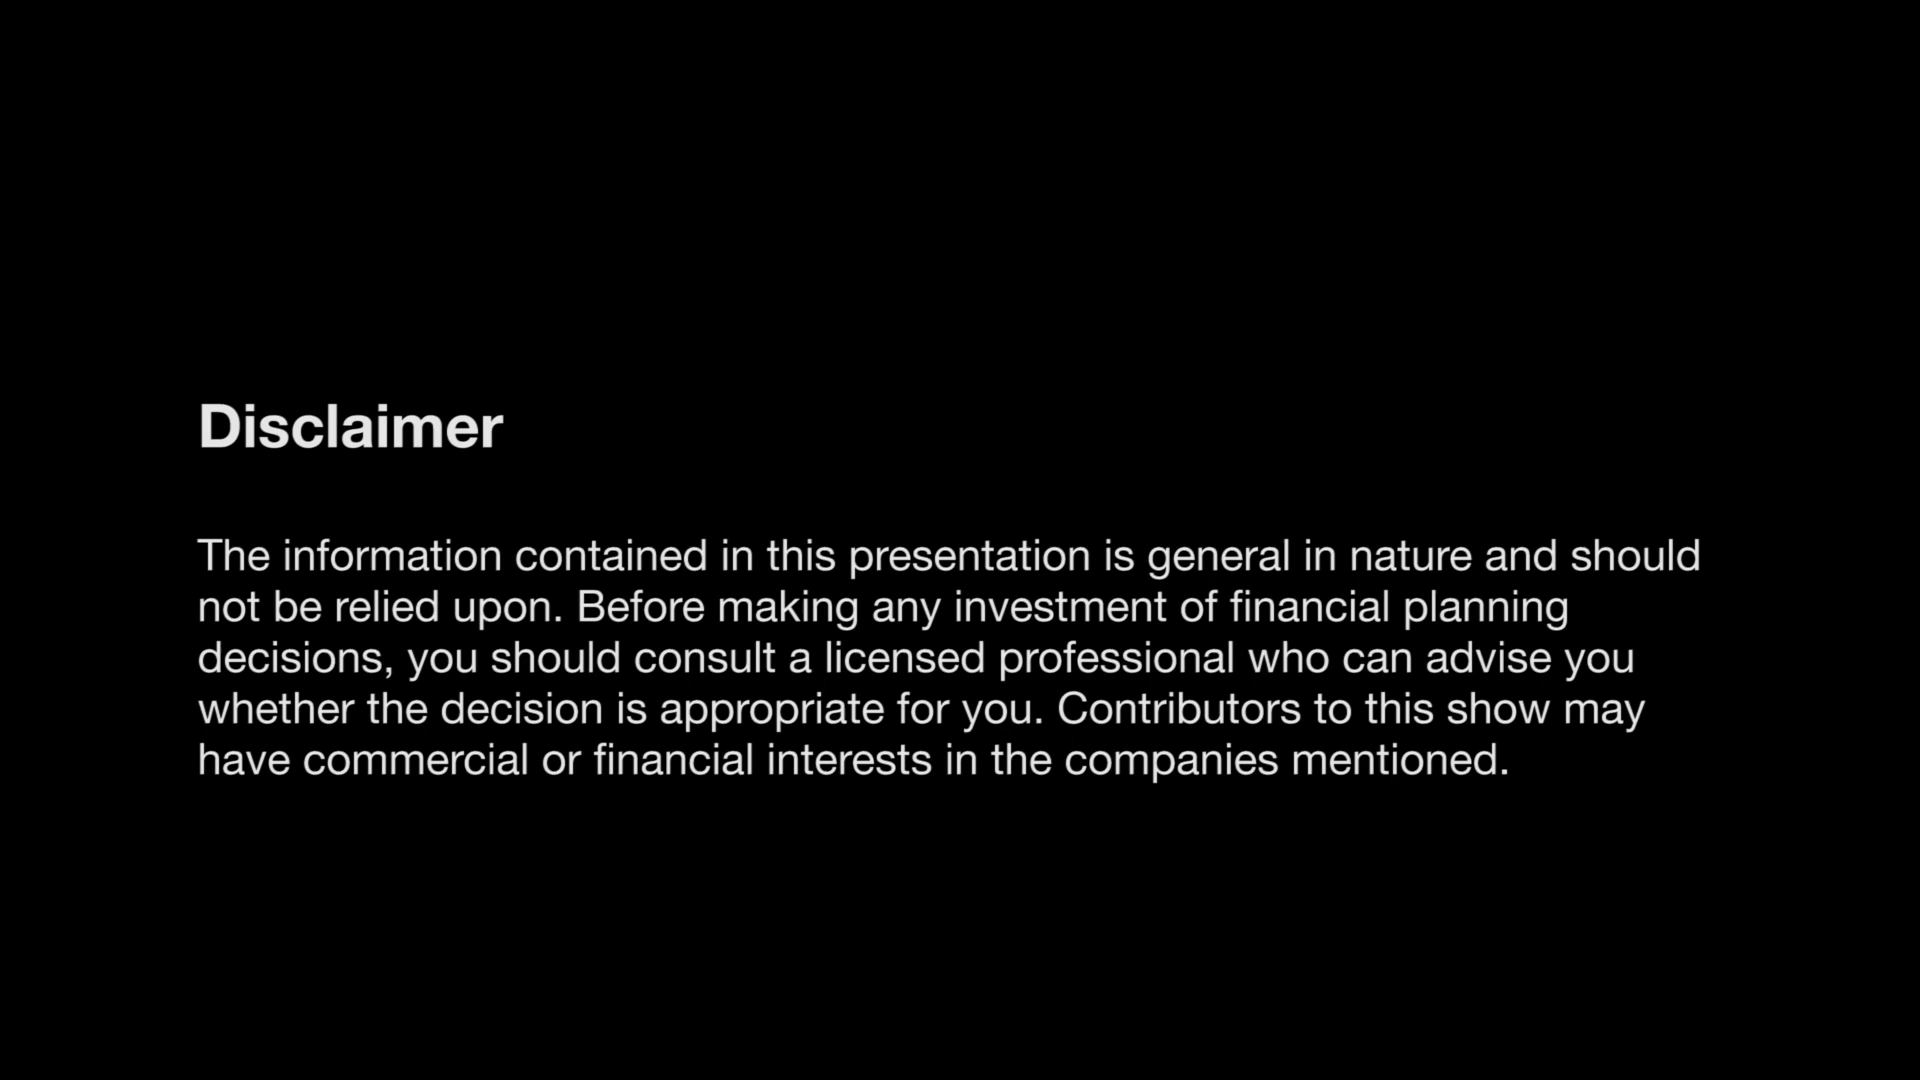 Disclaimer
The information contained in this presentation is general in nature and should
not be relied upon. Before making any investment of financial planning
decisions, you should consult a licensed professional who can advise you
whether the decision is appropriate for you. Contributors to this show may
have commercial or financial interests in the companies mentioned.